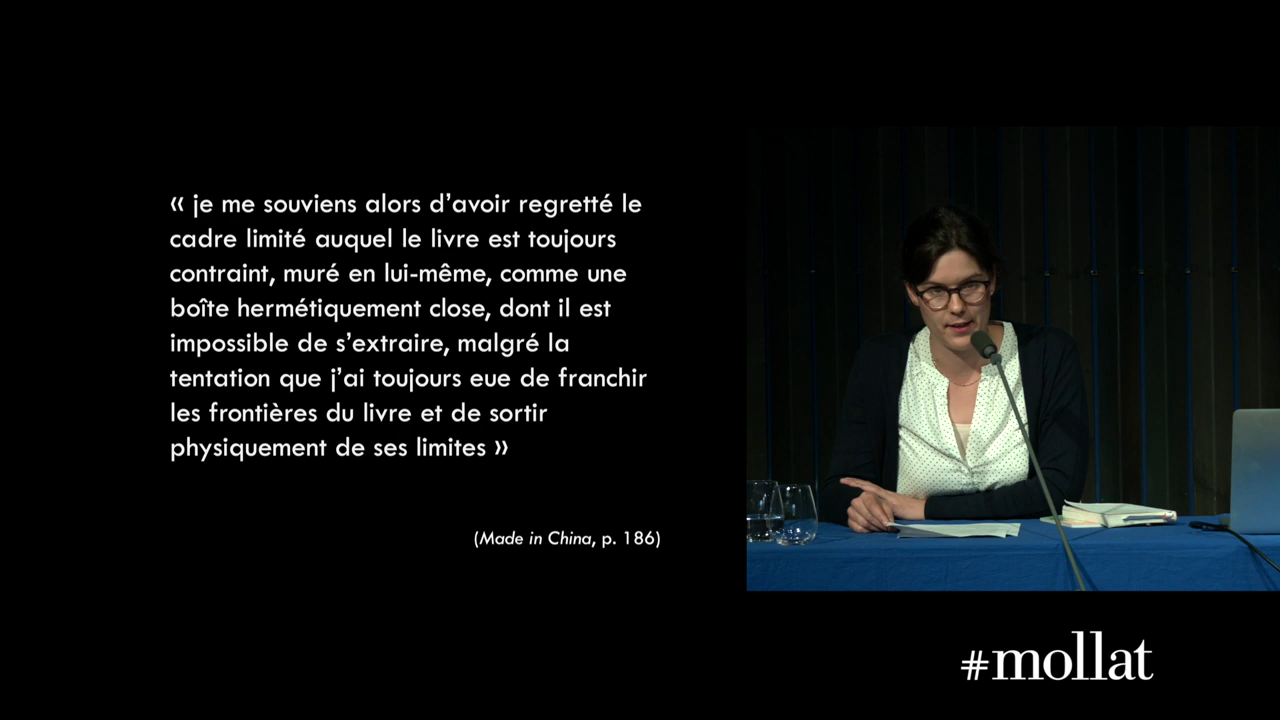 « je me souviens alors d’avoir regretté le
cadre limité auquel le livre est toujours
contraint, muré en lui-même, comme une
boîte hermétiquement close, dont il est
impossible de s’extraire, malgré la
tentation que j’ai toujours eue de franchir
les frontières du livre et de sortir
physiquement de ses limites »
(Made in China, p. 186)
#mollat